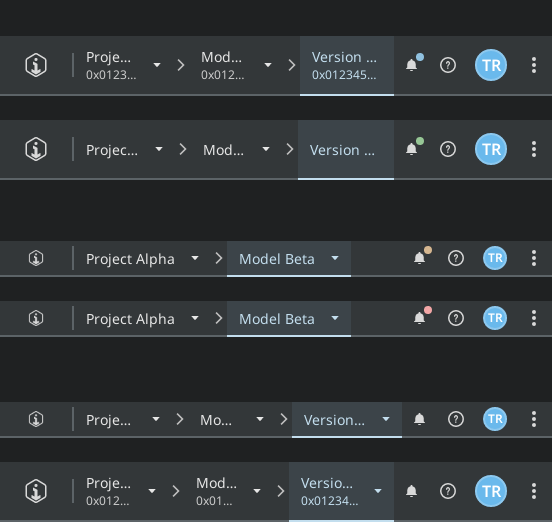 Proje... Mod... Version ... TR
0x0123... 0x012... 0x012345...
Projec... Mod... Version ... TR
Project Alpha Model Beta TR
Project Alpha Model Beta TR
Proje... Mo... Version... TR
Proje... Mod... Versio... TR
0x012... 0x01... 0x01234...